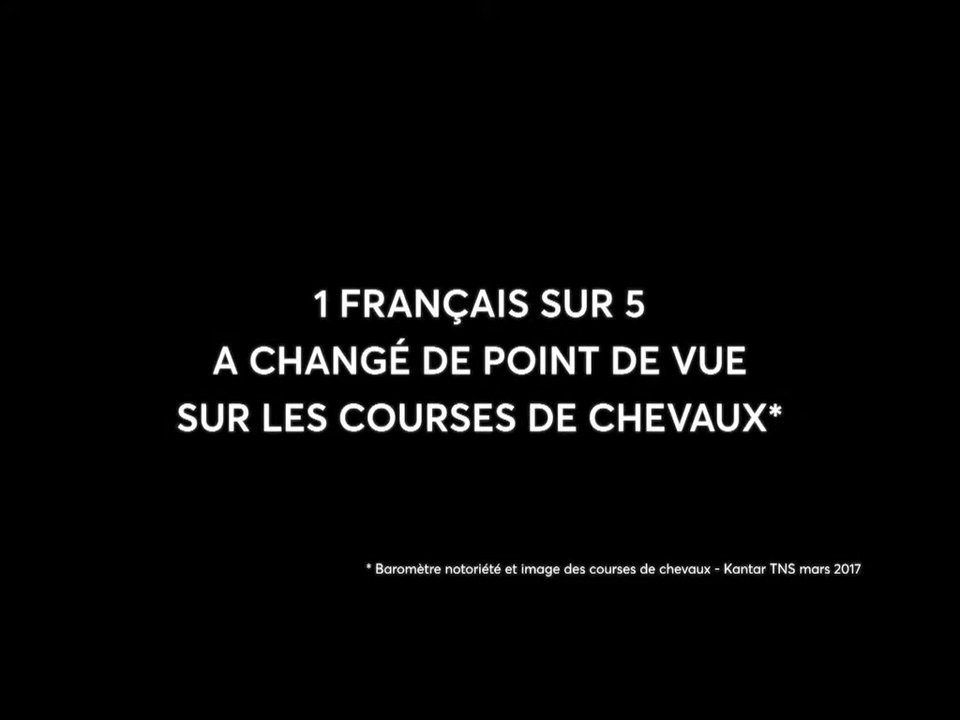 1 FRANÇAIS SUR 5
A CHANGÉ DE POINT DE VUE
SUR LES COURSES DE CHEVAUX*
* Baromètre notoriété et image des courses de chevaux - Kantar TNS mars 2017